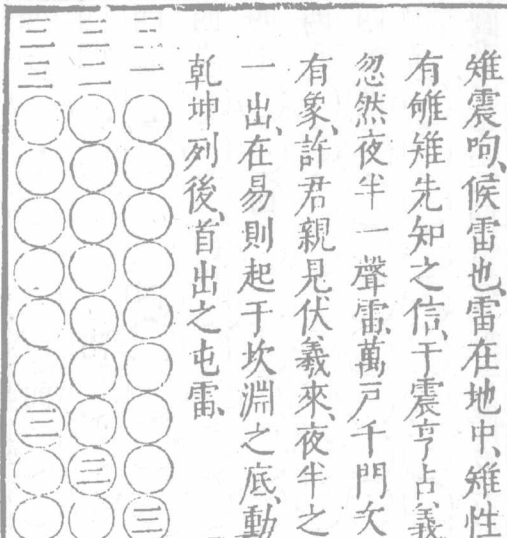 雉震呴、候雷也、雷在地中、雉性
有雊雉先知之信、于震亨占義
忽然夜半一聲雷、萬戶千門次
有象、許君親見伏羲來、夜半之
一出、在易則起于坎淵之底、動
乾坤列後、首出之屯雷、
三一 三
三二 三
三三 三